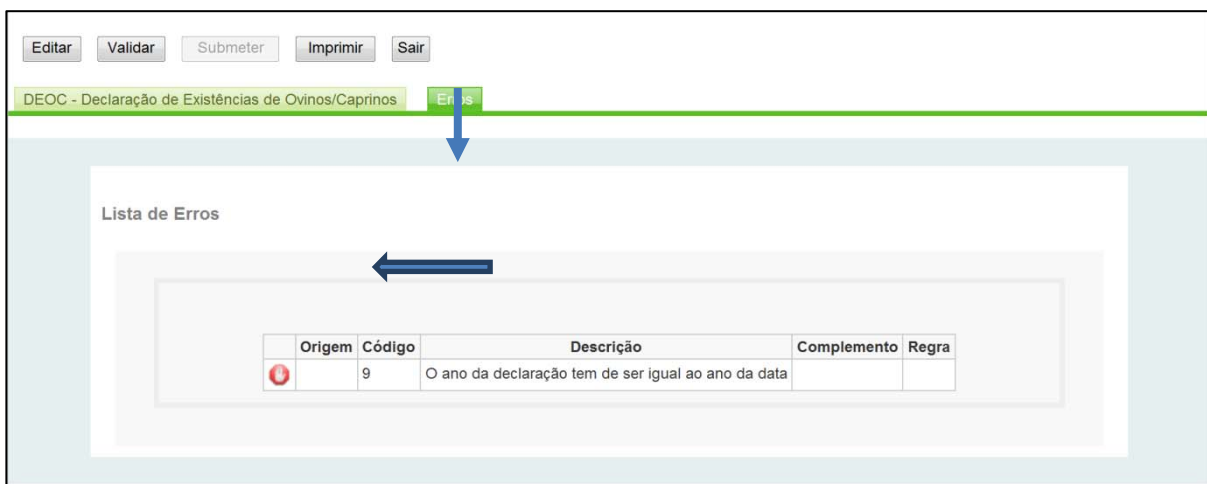 Editar Validar Submeter Imprimir Sair
DEOC - Declaração de Existências de Ovinos/Caprinos Erros
Lista de Erros
Origem Código Descrição Complemento Regra
9 O ano da declaração tem de ser igual ao ano da data